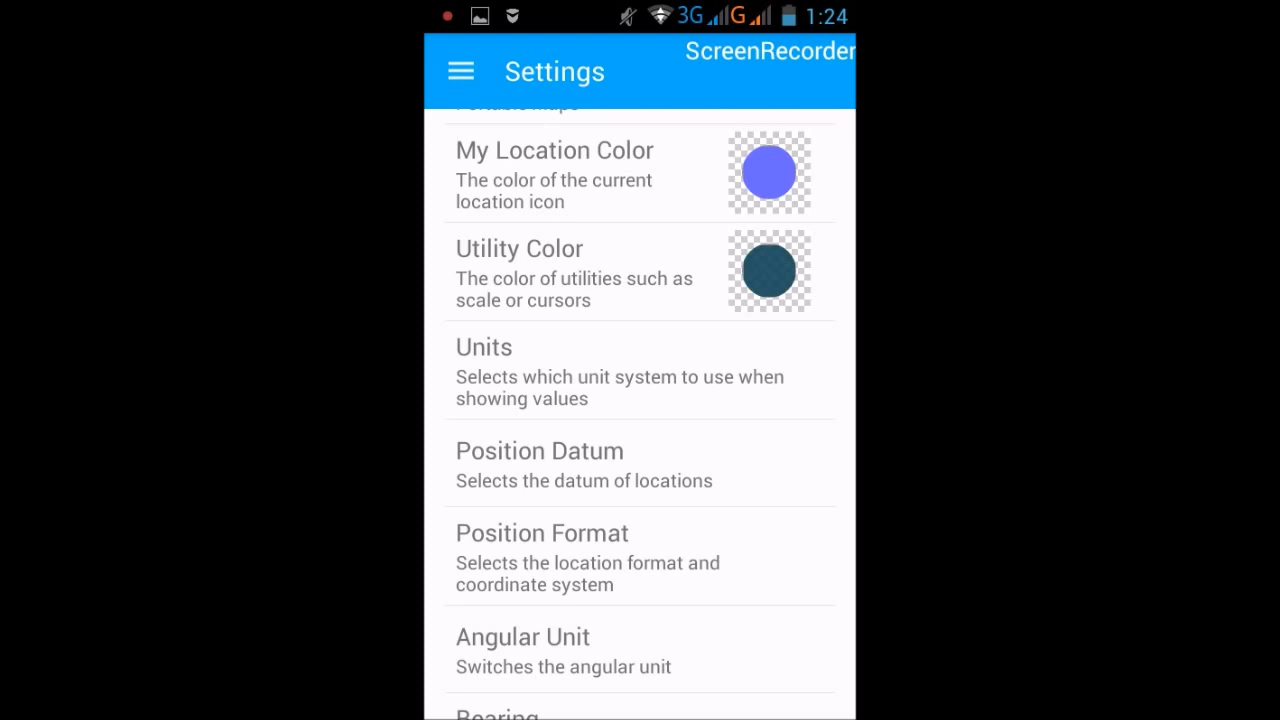 3G G 1:24
ScreenRecorder
Settings
My Location Color
The color of the current
location icon
Utility Color
The color of utilities such as
scale or cursors
Units
Selects which unit system to use when
showing values
Position Datum
Selects the datum of locations
Position Format
Selects the location format and
coordinate system
Angular Unit
Switches the angular unit
Bearing